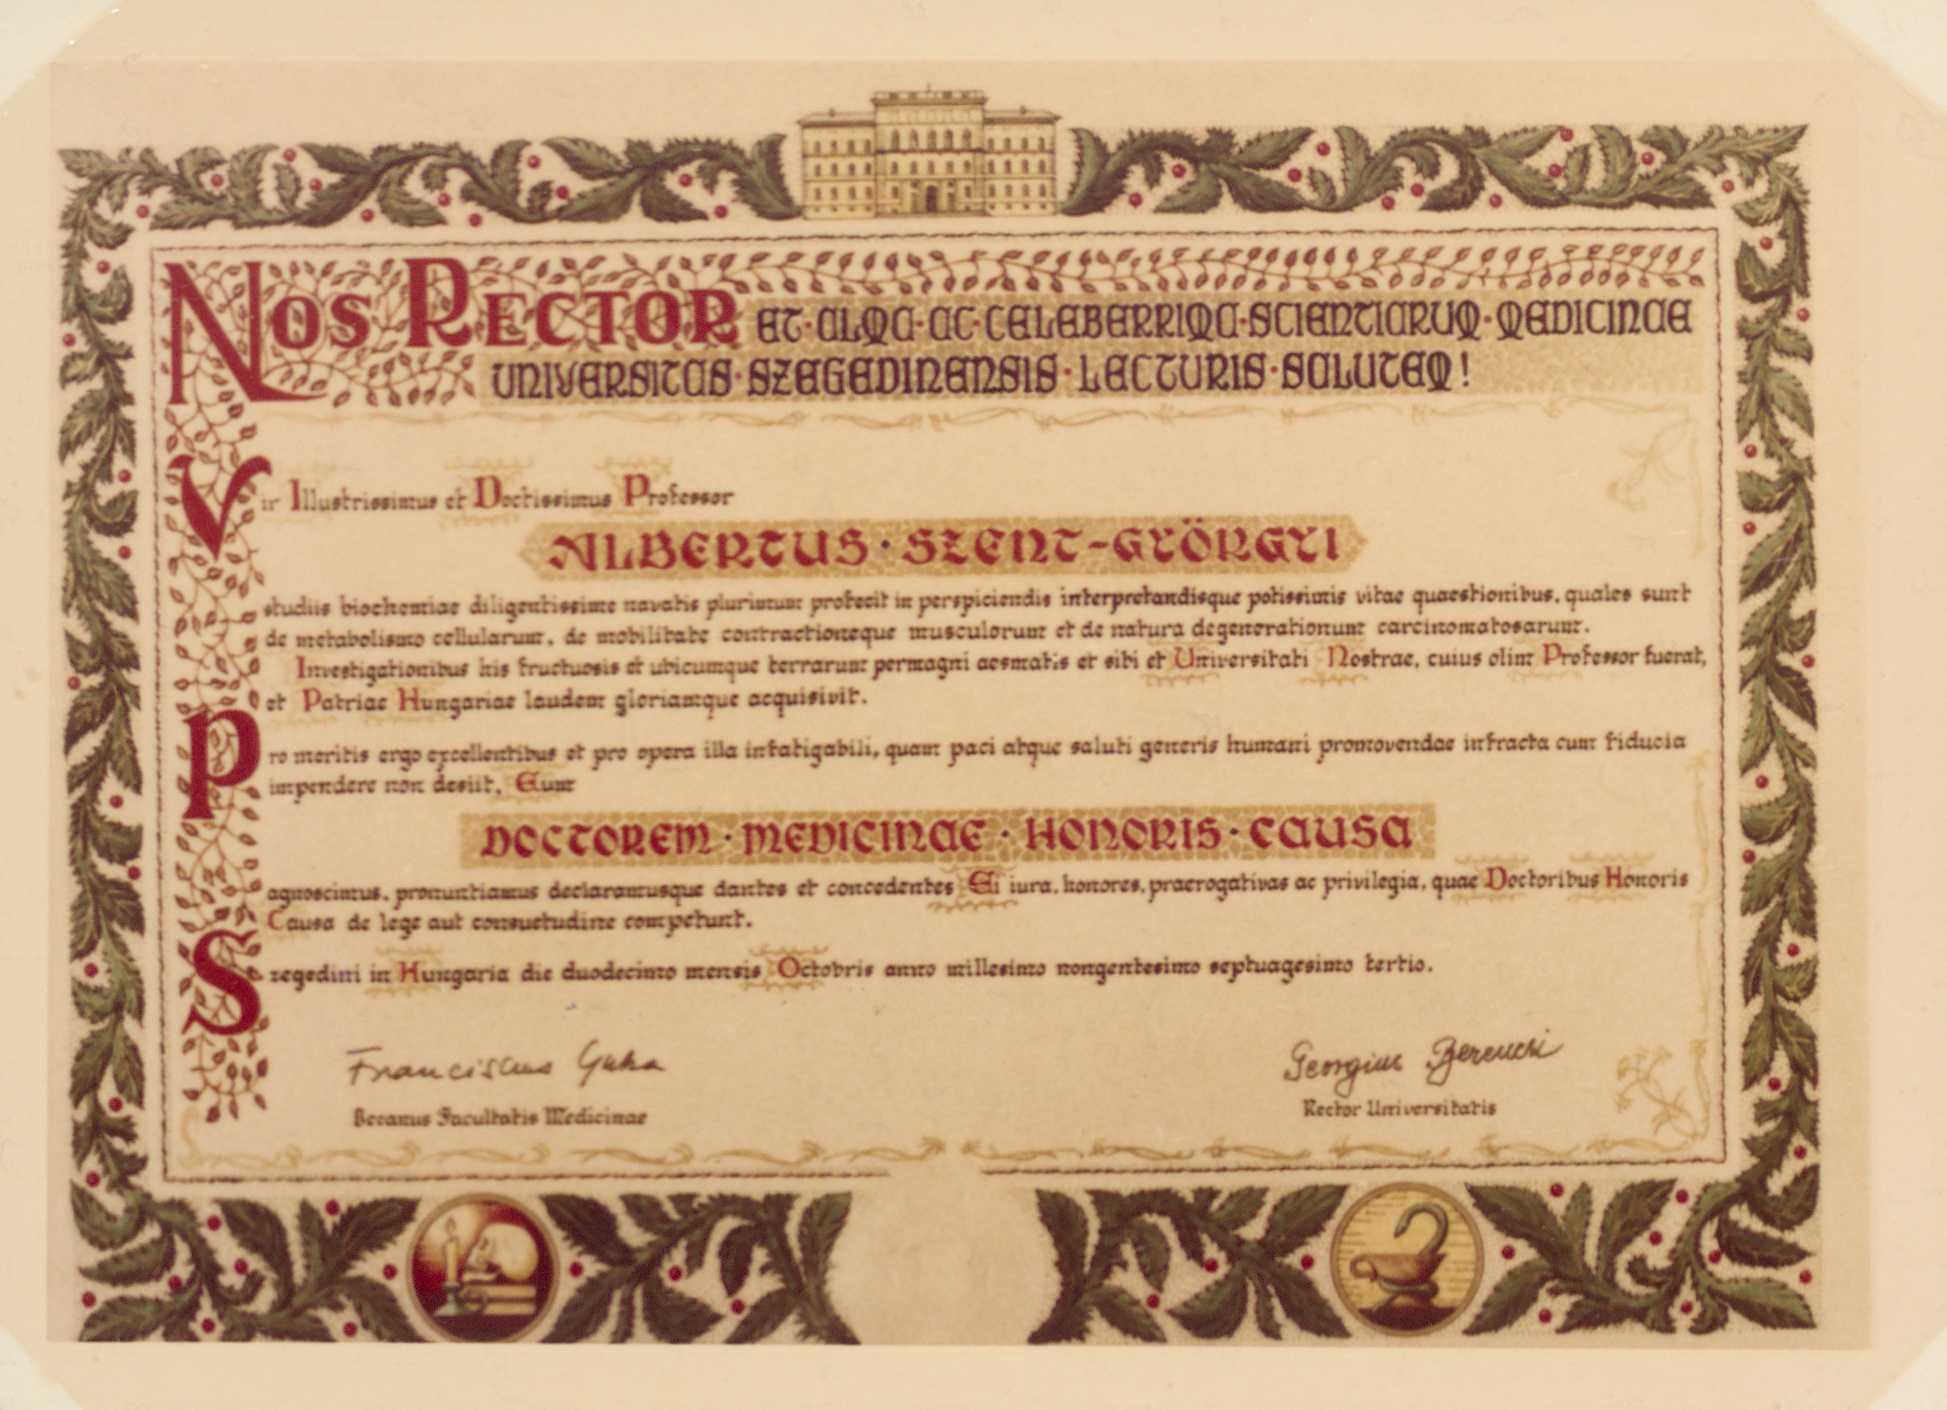 NOS RECTOR ET·ALMA·AC·CELEBERRIMA·SCIENTIARUM·MEDICINAE
UNIVERSITAS·SZEGEDINENSIS·LECTURIS·SALUTEM!
Vir Illustrissimus et Doctissimus Professor
ALBERTUS·SZENT-GYÖRGYI
studiis biochemiae diligentissime navatis plurimum profecit in perspiciendis interpretandisque potissimis vitae quaestionibus, quales sunt
de metabolismo cellularum, de mobilitate contractioneque musculorum et de natura degenerationum carcinomatosarum.
Investigationibus his fructuosis et ubicumque terrarum permagni aesmatis et sibi et Universitati Nostrae, cuius olim Professor fuerat,
et Patriae Hungariae laudem gloriamque acquisivit.
Pro meritis ergo excellentibus et pro opera illa infatigabili, quam paci atque saluti generis humani promovendae infracta cum fiducia
impendere non desiit, Eum
DOCTOREM·MEDICINAE·HONORIS·CAUSA
agnoscimus, pronuntiamus declaramusque dantes et concedentes Ei iura, honores, praerogativas ac privilegia, quae Doctoribus Honoris
Causa de lege aut consuetudine competunt.
Szegedini in Hungaria die duodecimo mensis Octobris anno millesimo nongentesimo septuagesimo tertio.
Franciscus Guba
Georgius Berencsi
Decanus Facultatis Medicinae
Rector Universitatis